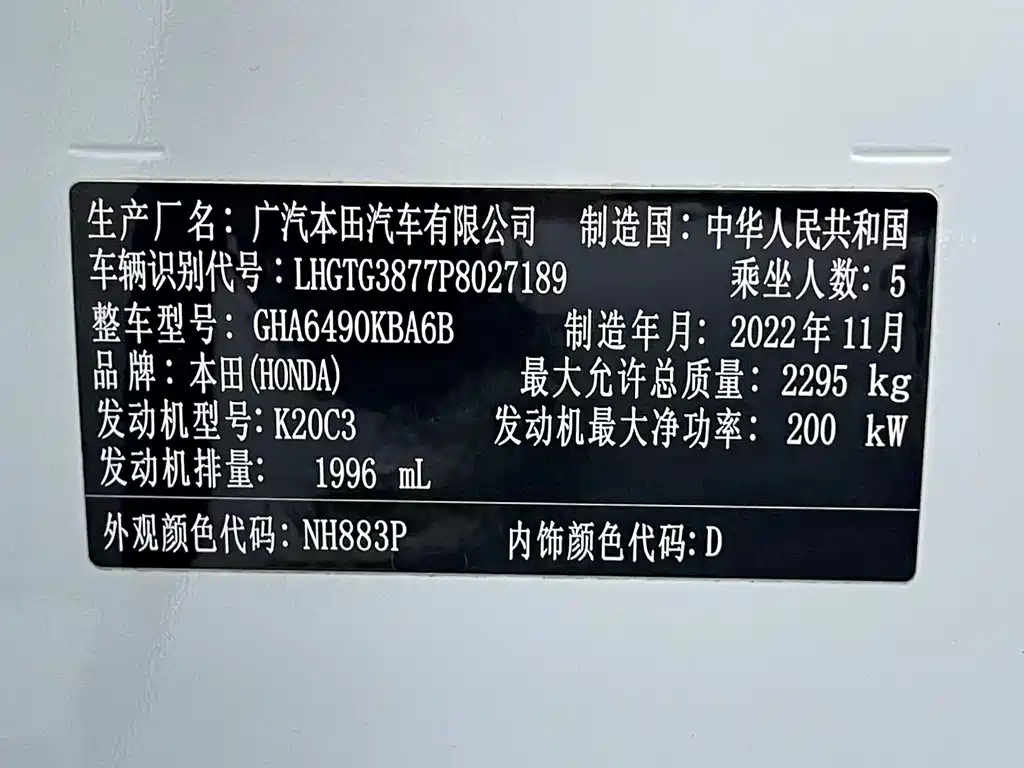 生产厂名：广汽本田汽车有限公司 制造国：中华人民共和国
车辆识别代号：LHGTG3877P8027189 乘坐人数：5
整车型号：GHA6490KBA6B 制造年月：2022年11月
品牌：本田(HONDA) 最大允许总质量：2295 kg
发动机型号：K20C3 发动机最大净功率：200 kW
发动机排量： 1996 mL
外观颜色代码：NH883P 内饰颜色代码：D